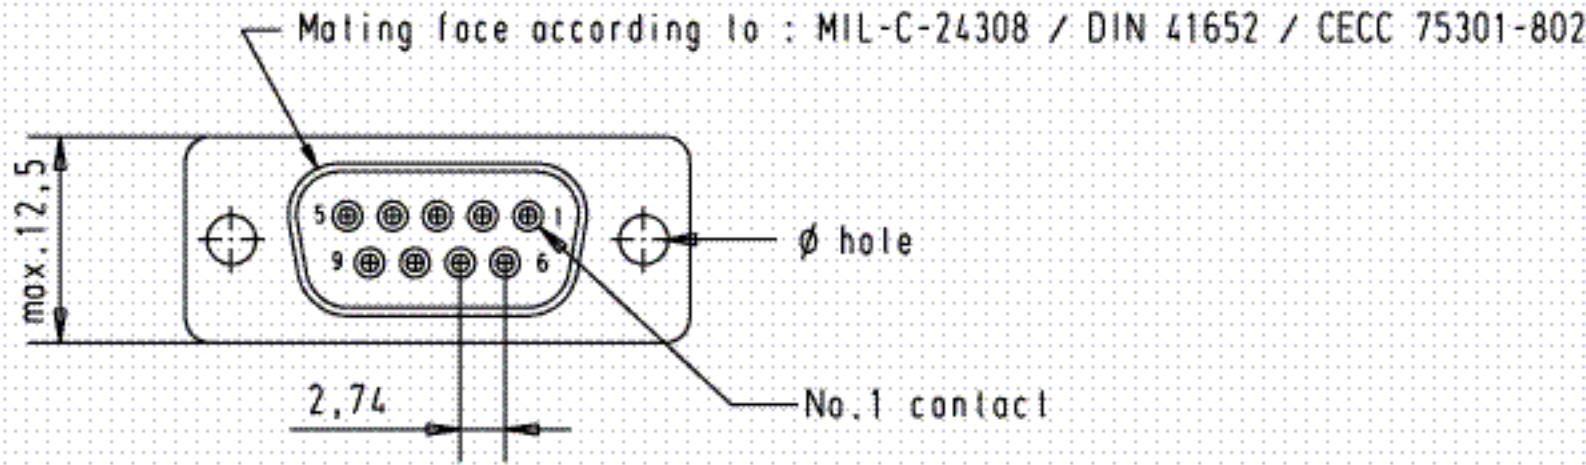 Mating face according to : MIL-C-24308 / DIN 41652 / CECC 75301-802
max.12,5
5 1
Ø hole
9 6
2,74
No.1 contact